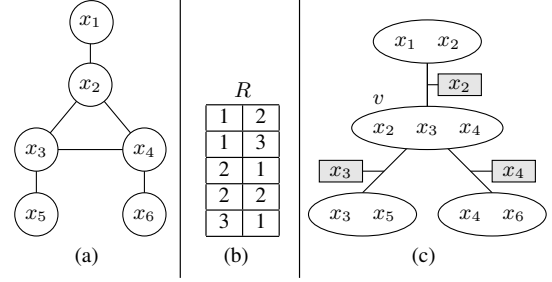 x₁
x₂
x₃ x₄
x₅ x₆
(a)
R
1 2
1 3
2 1
2 2
3 1
(b)
x₁ x₂
x₂
v
x₂ x₃ x₄
x₃ x₄
x₃ x₅ x₄ x₆
(c)